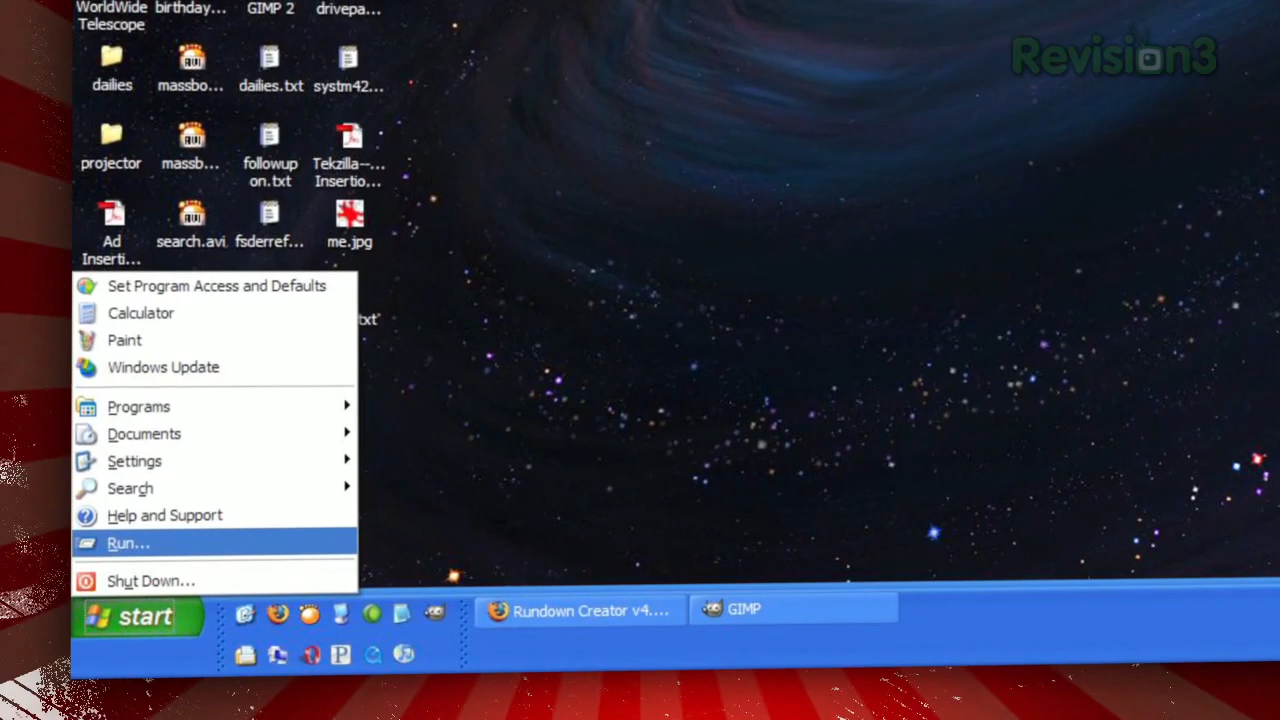 WorldWide Telescope
birthday...
GIMP 2
drivepa...
Revision3
dailies
massbo...
dailies.txt
systm42...
projector
massb...
followup on.txt
Tekzilla--... Insertio...
Ad Inserti...
search.avi
fsderref...
me.jpg
Set Program Access and Defaults
Calculator
txt
Paint
Windows Update
Programs
Documents
Settings
Search
Help and Support
Run...
Shut Down...
start
Rundown Creator v4....
GIMP